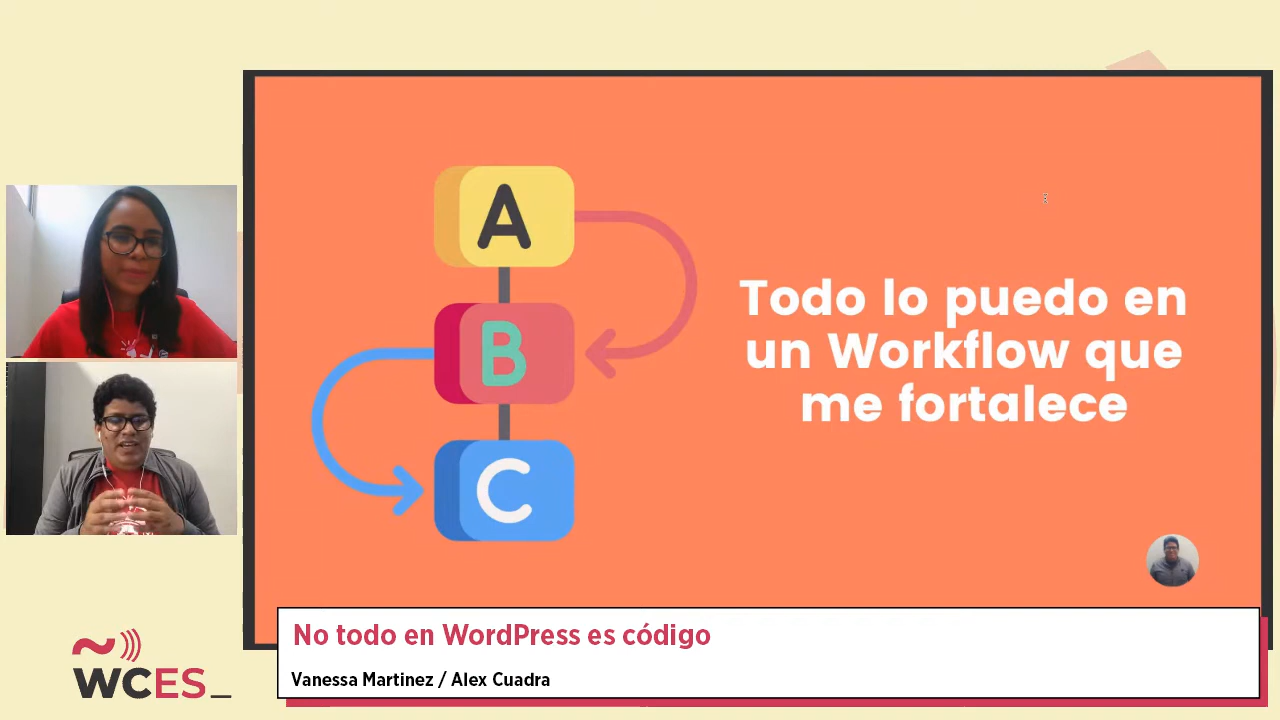 A
B
C
Todo lo puedo en
un Workflow que
me fortalece
No todo en WordPress es código
Vanessa Martinez / Alex Cuadra
WCES_